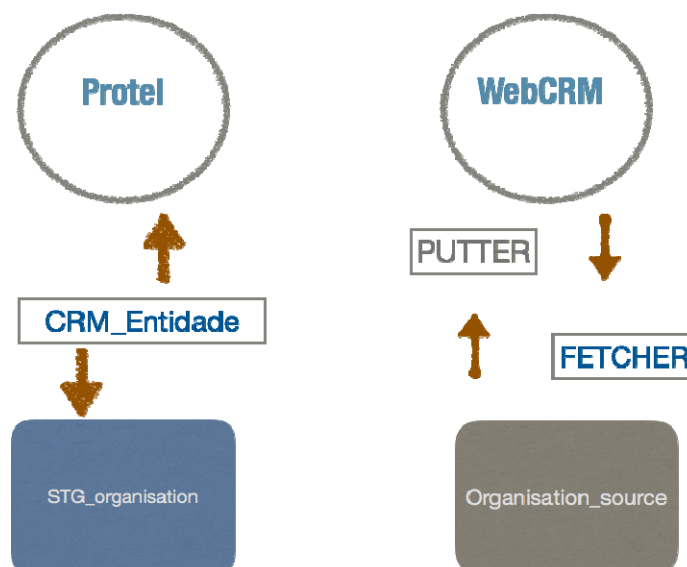 Protel
WebCRM
PUTTER
CRM_Entidade
FETCHER
STG_organisation
Organisation_source